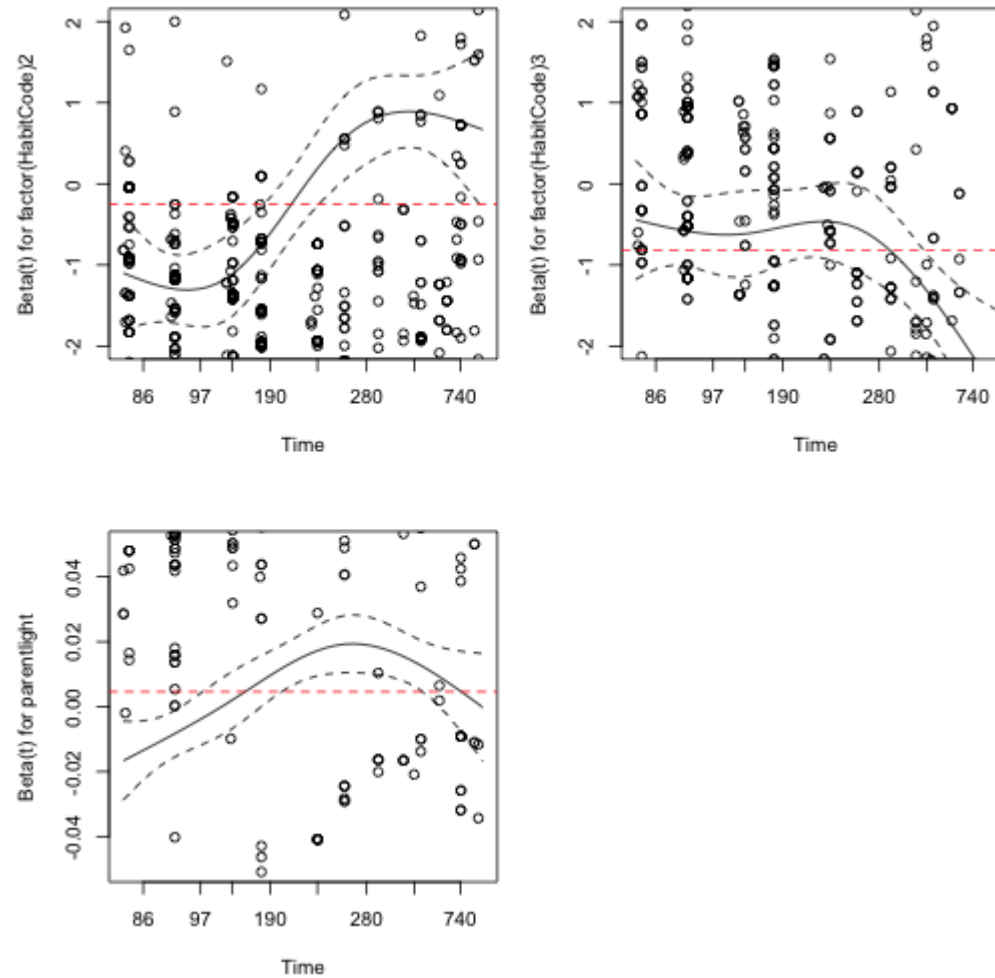 Beta(t) for factor(HabitCode)2
2
1
0
-1
-2
86 97 190 280 740
Time
Beta(t) for factor(HabitCode)3
2
1
0
-1
-2
86 97 190 280 740
Time
Beta(t) for parentlight
0.04
0.02
0.00
-0.02
-0.04
86 97 190 280 740
Time